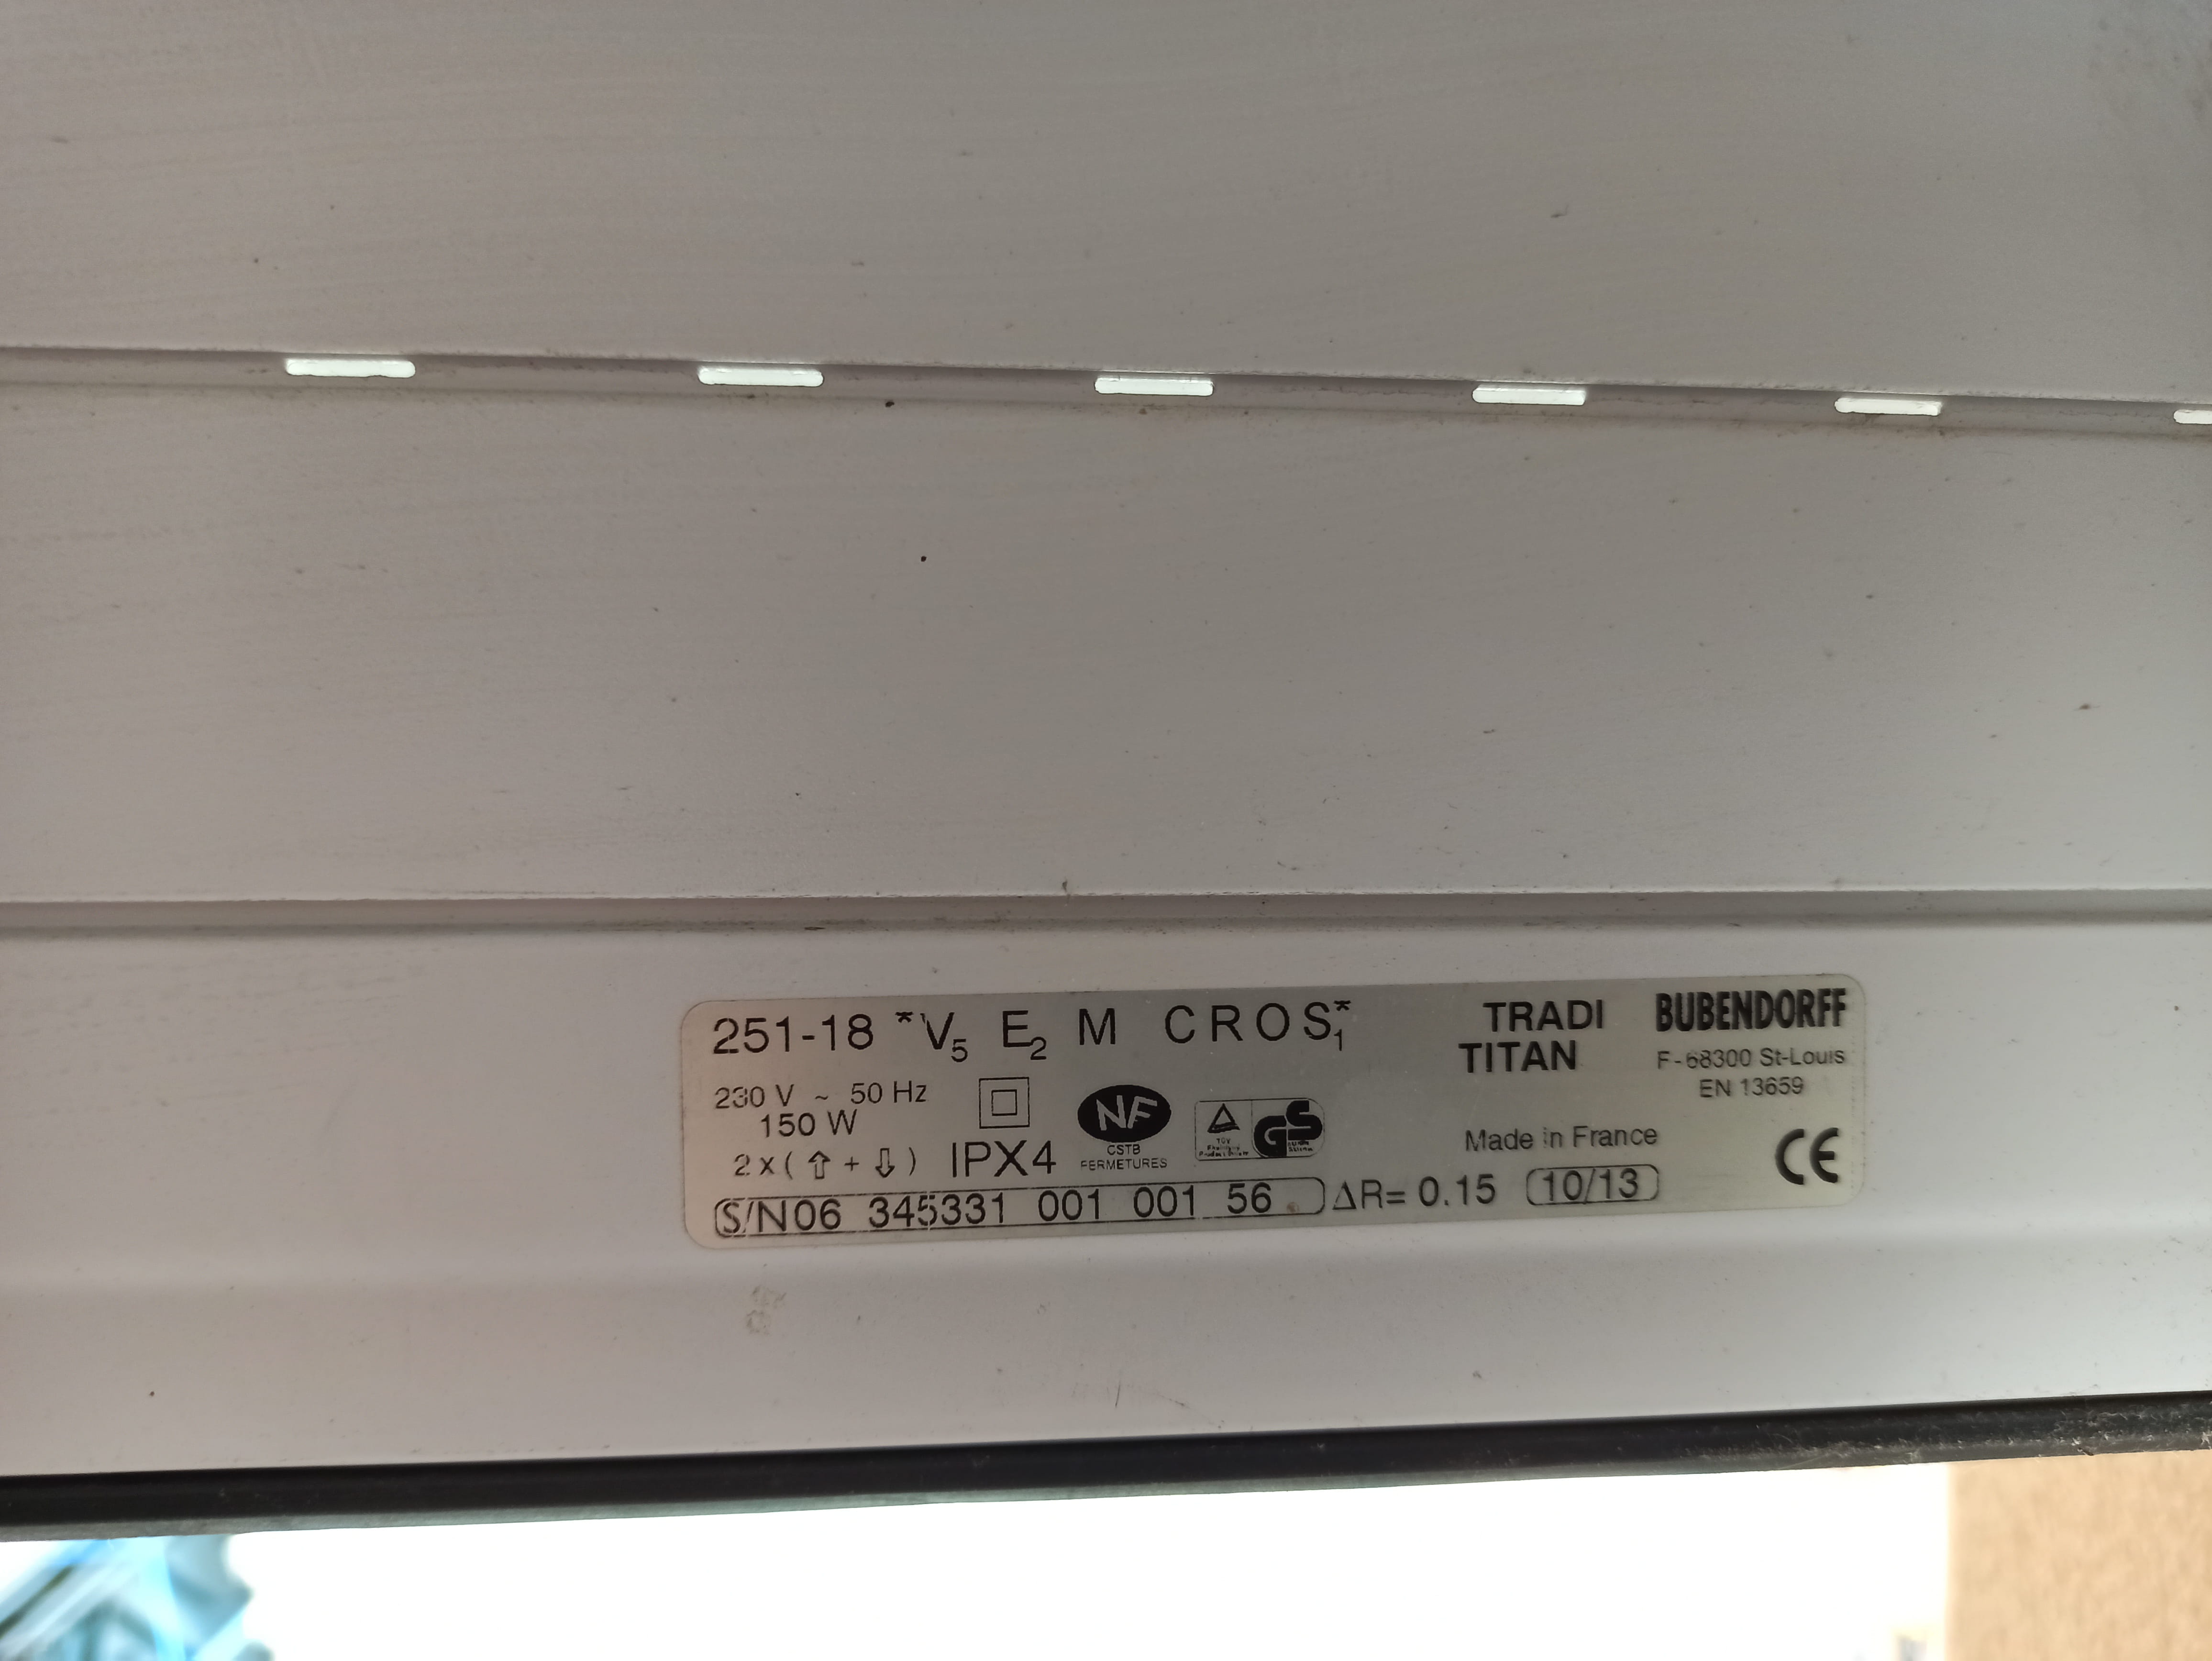 251-18 *V5 E2 M CROS1*
TRADI
TITAN
BUBENDORFF
F-68300 St-Louis
EN 13659
230 V ~ 50 Hz
150 W
2 x ( ⇧ + ⇩ )
IPX4
NF
CSTB
FERMETURES
TÜV
GS
Made in France
CE
S/N06 345331 001 001 56
ΔR= 0.15
10/13